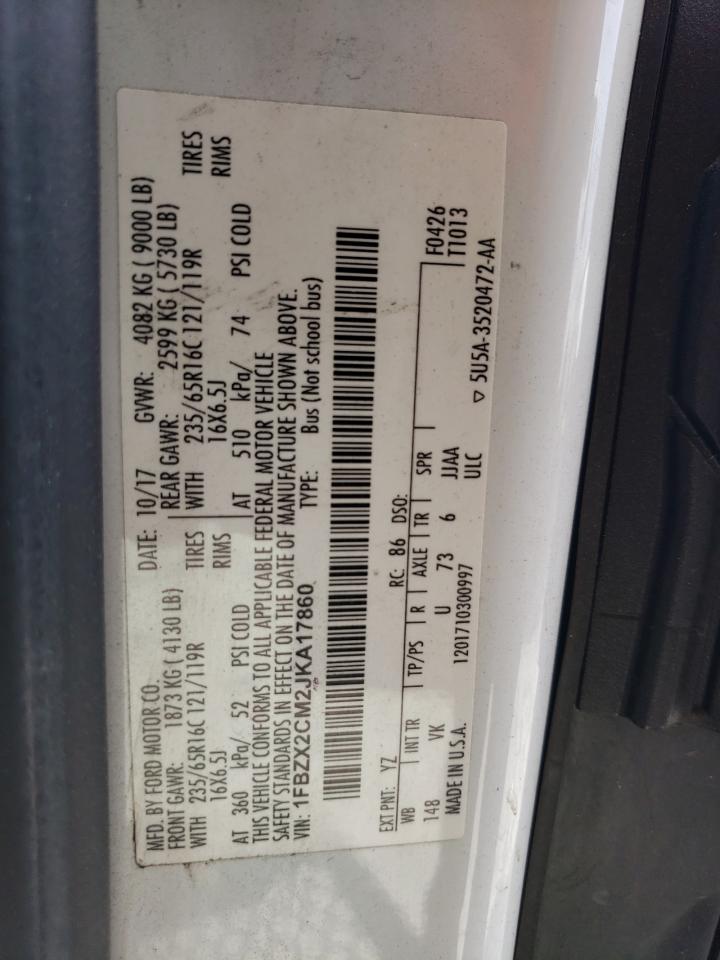 MFD. BY FORD MOTOR CO. DATE: 10/17 GVWR: 4082 KG ( 9000 LB)
FRONT GAWR: 1873 KG ( 4130 LB) REAR GAWR: 2599 KG ( 5730 LB)
WITH 235/65R16C 121/119R TIRES WITH 235/65R16C 121/119R TIRES
16X6.5J RIMS 16X6.5J RIMS
AT 360 kPa/ 52 PSI COLD AT 510 kPa/ 74 PSI COLD
THIS VEHICLE CONFORMS TO ALL APPLICABLE FEDERAL MOTOR VEHICLE
SAFETY STANDARDS IN EFFECT ON THE DATE OF MANUFACTURE SHOWN ABOVE.
VIN: 1FBZX2CM2JKA17860 TYPE: Bus (Not school bus)
EXT PNT: YZ RC: 86 DSO: F0426
WB INT TR TP/PS R AXLE TR SPR T1013
148 VK U 73 6 JJAA
MADE IN U.S.A. 1201710300997 ULC ▽ 5U5A-3520472-AA